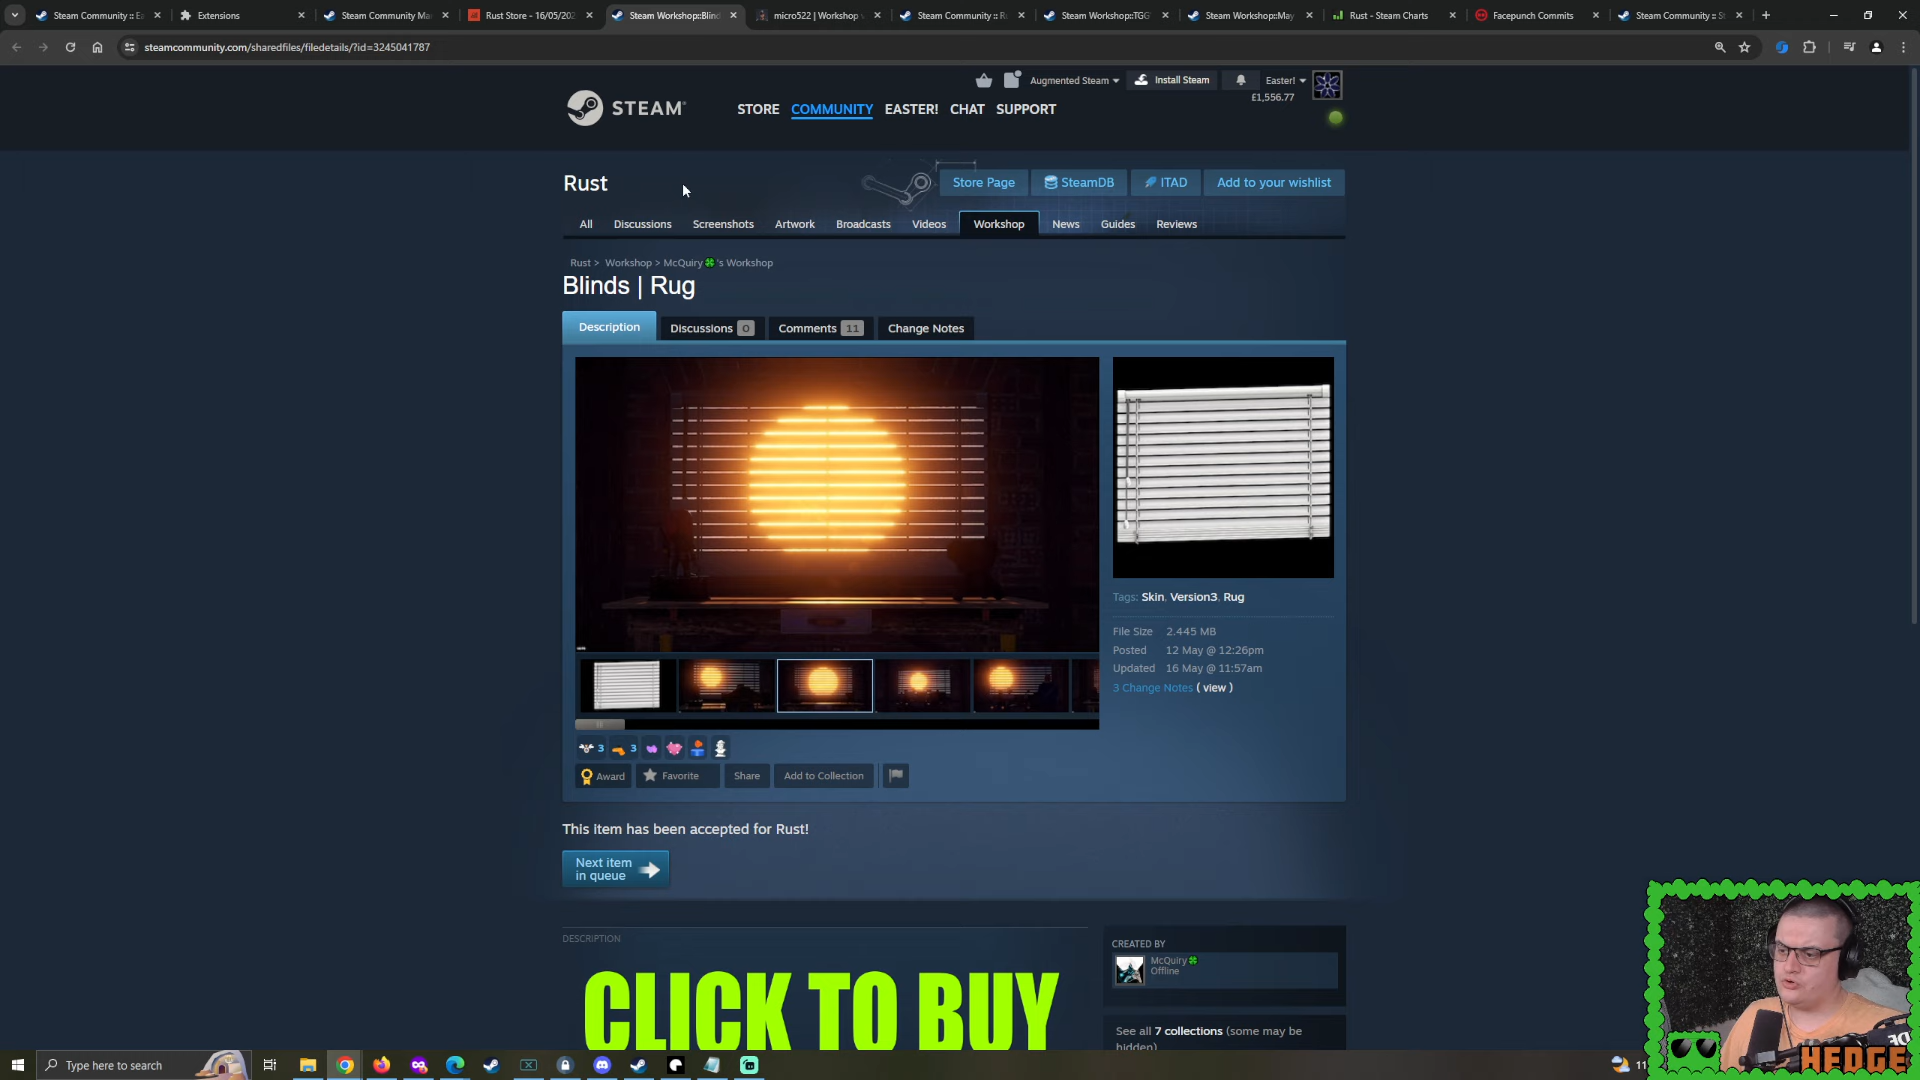 Steam Community :: Ea
Extensions
Steam Community Ma
Rust Store - 16/05/202
Steam Workshop::Blind
micro522 | Workshop
Steam Community :: R
Steam Workshop::TGG
Steam Workshop::May
Rust - Steam Charts
Facepunch Commits
Steam Community :: St
steamcommunity.com/sharedfiles/filedetails/?id=3245041787
Augmented Steam
Install Steam
Easter!
£1,556.77
STEAM
STORE COMMUNITY EASTER! CHAT SUPPORT
Rust
Store Page
SteamDB
ITAD
Add to your wishlist
All Discussions Screenshots Artwork Broadcasts Videos Workshop News Guides Reviews
Rust > Workshop > McQuiry 's Workshop
Blinds | Rug
Description
Discussions 0
Comments 11
Change Notes
Tags: Skin, Version3, Rug
File Size 2.445 MB
Posted 12 May @ 12:26pm
Updated 16 May @ 11:57am
3 Change Notes ( view )
3 3
Award
Favorite
Share
Add to Collection
This item has been accepted for Rust!
Next item
in queue
DESCRIPTION
CLICK TO BUY
CREATED BY
McQuiry
Offline
See all 7 collections (some may be
hidden)
Type here to search
11
HEDGE